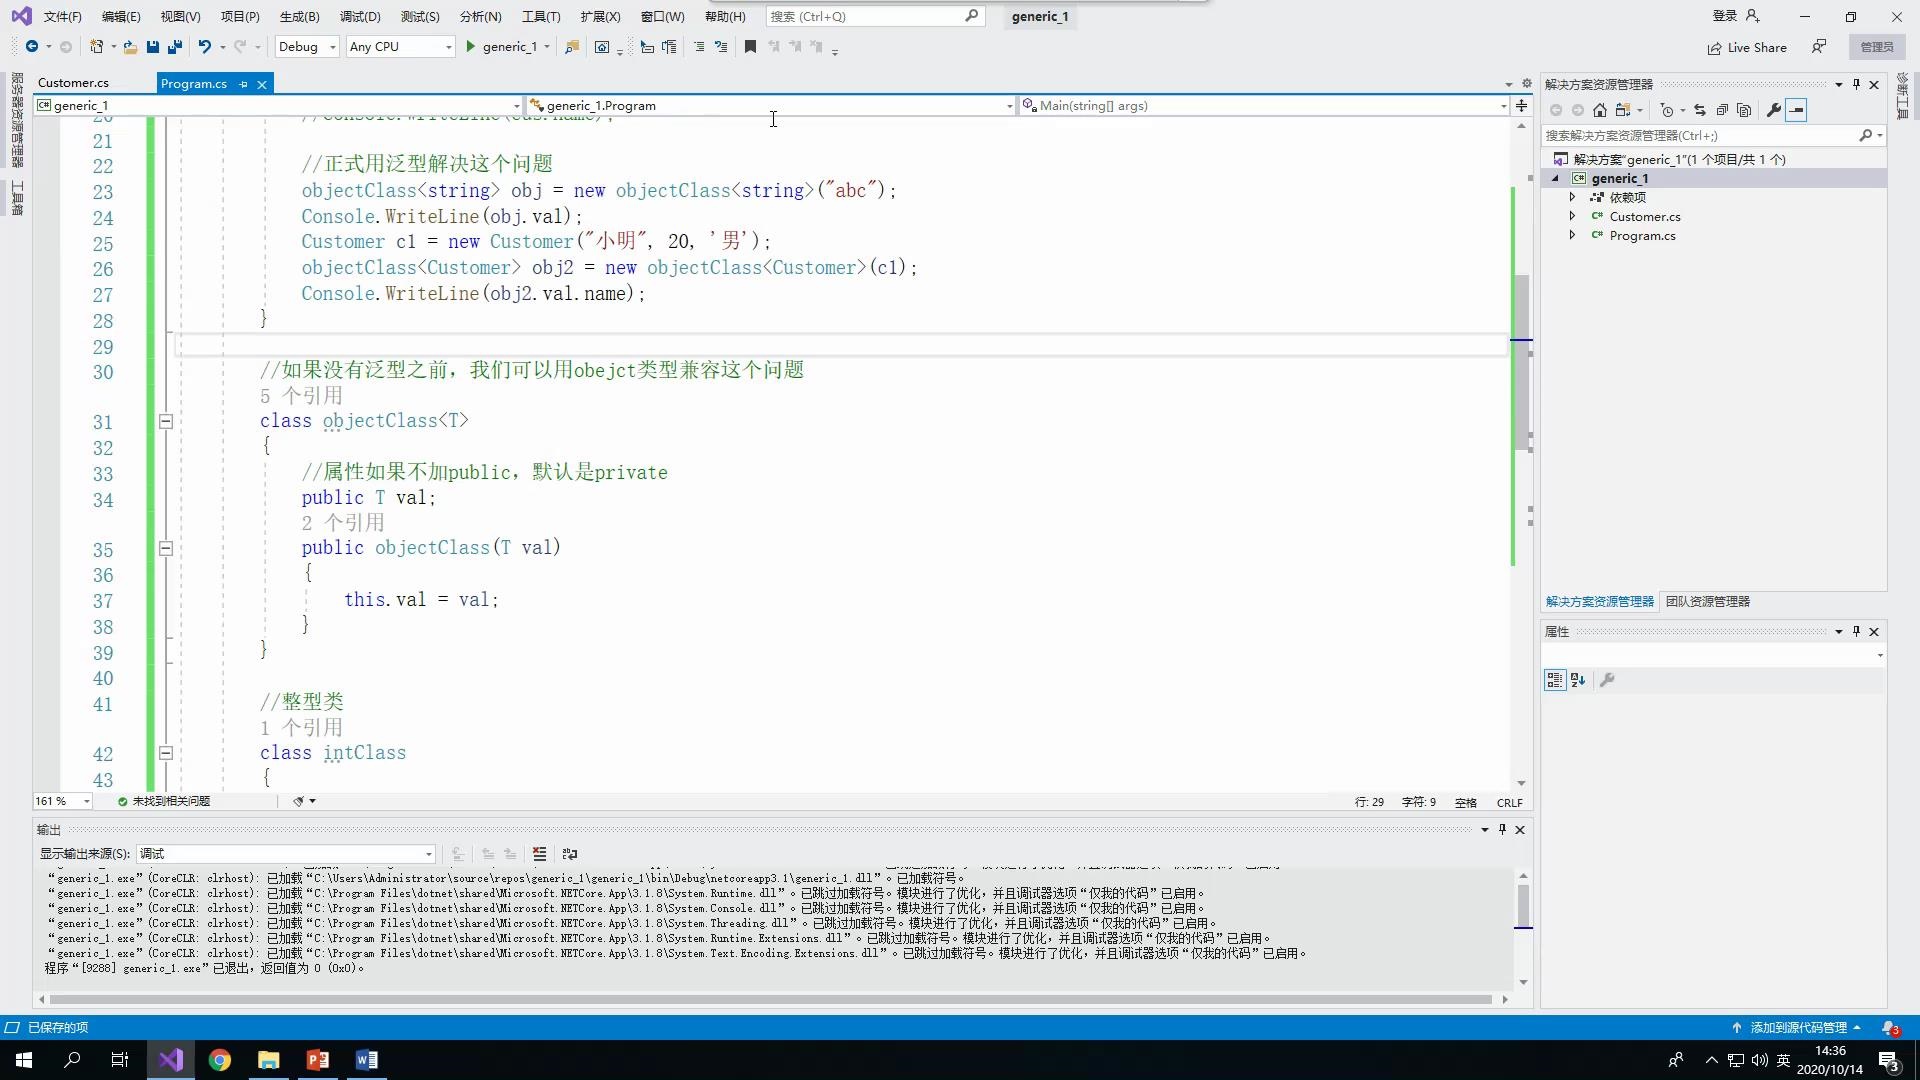 文件(F) 编辑(E) 视图(V) 项目(P) 生成(B) 调试(D) 测试(S) 分析(N) 工具(T) 扩展(X) 窗口(W) 帮助(H) 搜索 (Ctrl+Q) generic_1 登录
Debug Any CPU generic_1 Live Share 管理员
服务器资源管理器
工具箱
Customer.cs Program.cs
generic_1 generic_1.Program Main(string[] args)
20 //Console.WriteLine(cus.name);
21
22 //正式用泛型解决这个问题
23 objectClass<string> obj = new objectClass<string>("abc");
24 Console.WriteLine(obj.val);
25 Customer c1 = new Customer("小明", 20, '男');
26 objectClass<Customer> obj2 = new objectClass<Customer>(c1);
27 Console.WriteLine(obj2.val.name);
28 }
29
30 //如果没有泛型之前，我们可以用obejct类型兼容这个问题
5 个引用
31 class objectClass<T>
32 {
33 //属性如果不加public，默认是private
34 public T val;
2 个引用
35 public objectClass(T val)
36 {
37 this.val = val;
38 }
39 }
40
41 //整型类
1 个引用
42 class intClass
43 {
161 % 未找到相关问题 行: 29 字符: 9 空格 CRLF
输出
显示输出来源(S): 调试
“generic_1.exe”(CoreCLR: clrhost): 已加载“C:\Users\Administrator\source\repos\generic_1\generic_1\bin\Debug\netcoreapp3.1\generic_1.dll”。已加载符号。
“generic_1.exe”(CoreCLR: clrhost): 已加载“C:\Program Files\dotnet\shared\Microsoft.NETCore.App\3.1.8\System.Runtime.dll”。已跳过加载符号。模块进行了优化，并且调试器选项“仅我的代码”已启用。
“generic_1.exe”(CoreCLR: clrhost): 已加载“C:\Program Files\dotnet\shared\Microsoft.NETCore.App\3.1.8\System.Console.dll”。已跳过加载符号。模块进行了优化，并且调试器选项“仅我的代码”已启用。
“generic_1.exe”(CoreCLR: clrhost): 已加载“C:\Program Files\dotnet\shared\Microsoft.NETCore.App\3.1.8\System.Threading.dll”。已跳过加载符号。模块进行了优化，并且调试器选项“仅我的代码”已启用。
“generic_1.exe”(CoreCLR: clrhost): 已加载“C:\Program Files\dotnet\shared\Microsoft.NETCore.App\3.1.8\System.Runtime.Extensions.dll”。已跳过加载符号。模块进行了优化，并且调试器选项“仅我的代码”已启用。
“generic_1.exe”(CoreCLR: clrhost): 已加载“C:\Program Files\dotnet\shared\Microsoft.NETCore.App\3.1.8\System.Text.Encoding.Extensions.dll”。已跳过加载符号。模块进行了优化，并且调试器选项“仅我的代码”已启用。
程序“[9288] generic_1.exe”已退出，返回值为 0 (0x0)。
解决方案资源管理器
搜索解决方案资源管理器(Ctrl+;)
解决方案"generic_1"(1 个项目/共 1 个)
generic_1
依赖项
Customer.cs
Program.cs
解决方案资源管理器 团队资源管理器
属性
诊断工具
已保存的项 添加到源代码管理 3
英 14:36
2020/10/14 3